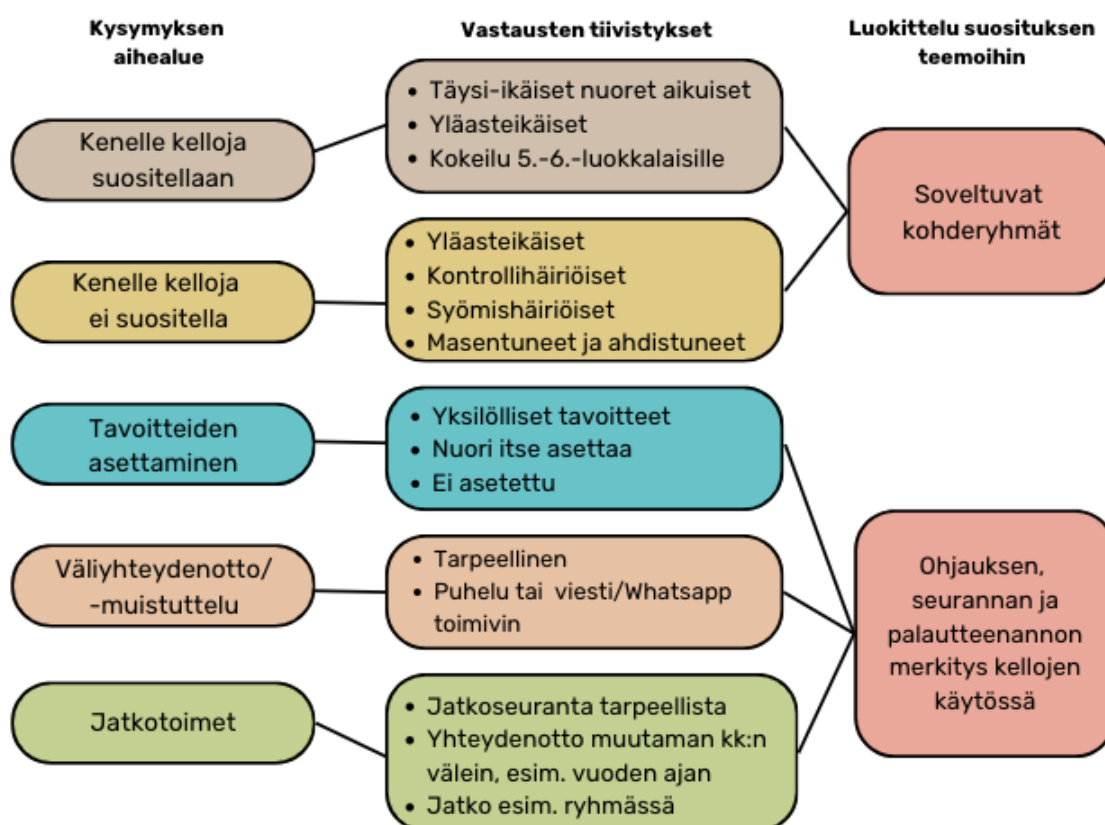 Kysymyksen
aihealue
Vastausten tiivistykset
Luokittelu suosituksen
teemoihin
Kenelle kelloja
suositellaan
• Täysi-ikäiset nuoret aikuiset
• Yläasteikäiset
• Kokeilu 5.-6.-luokkalaisille
Soveltuvat
kohderyhmät
Kenelle kelloja
ei suositella
• Yläasteikäiset
• Kontrollihäiriöiset
• Syömishäiriöiset
• Masentuneet ja ahdistuneet
Tavoitteiden
asettaminen
• Yksilölliset tavoitteet
• Nuori itse asettaa
• Ei asetettu
Väliyhteydenotto/
-muistuttelu
• Tarpeellinen
• Puhelu tai viesti/Whatsapp
toimivin
Ohjauksen,
seurannan ja
palautteenannon
merkitys kellojen
käytössä
Jatkotoimet
• Jatkoseuranta tarpeellista
• Yhteydenotto muutaman kk:n
välein, esim. vuoden ajan
• Jatko esim. ryhmässä